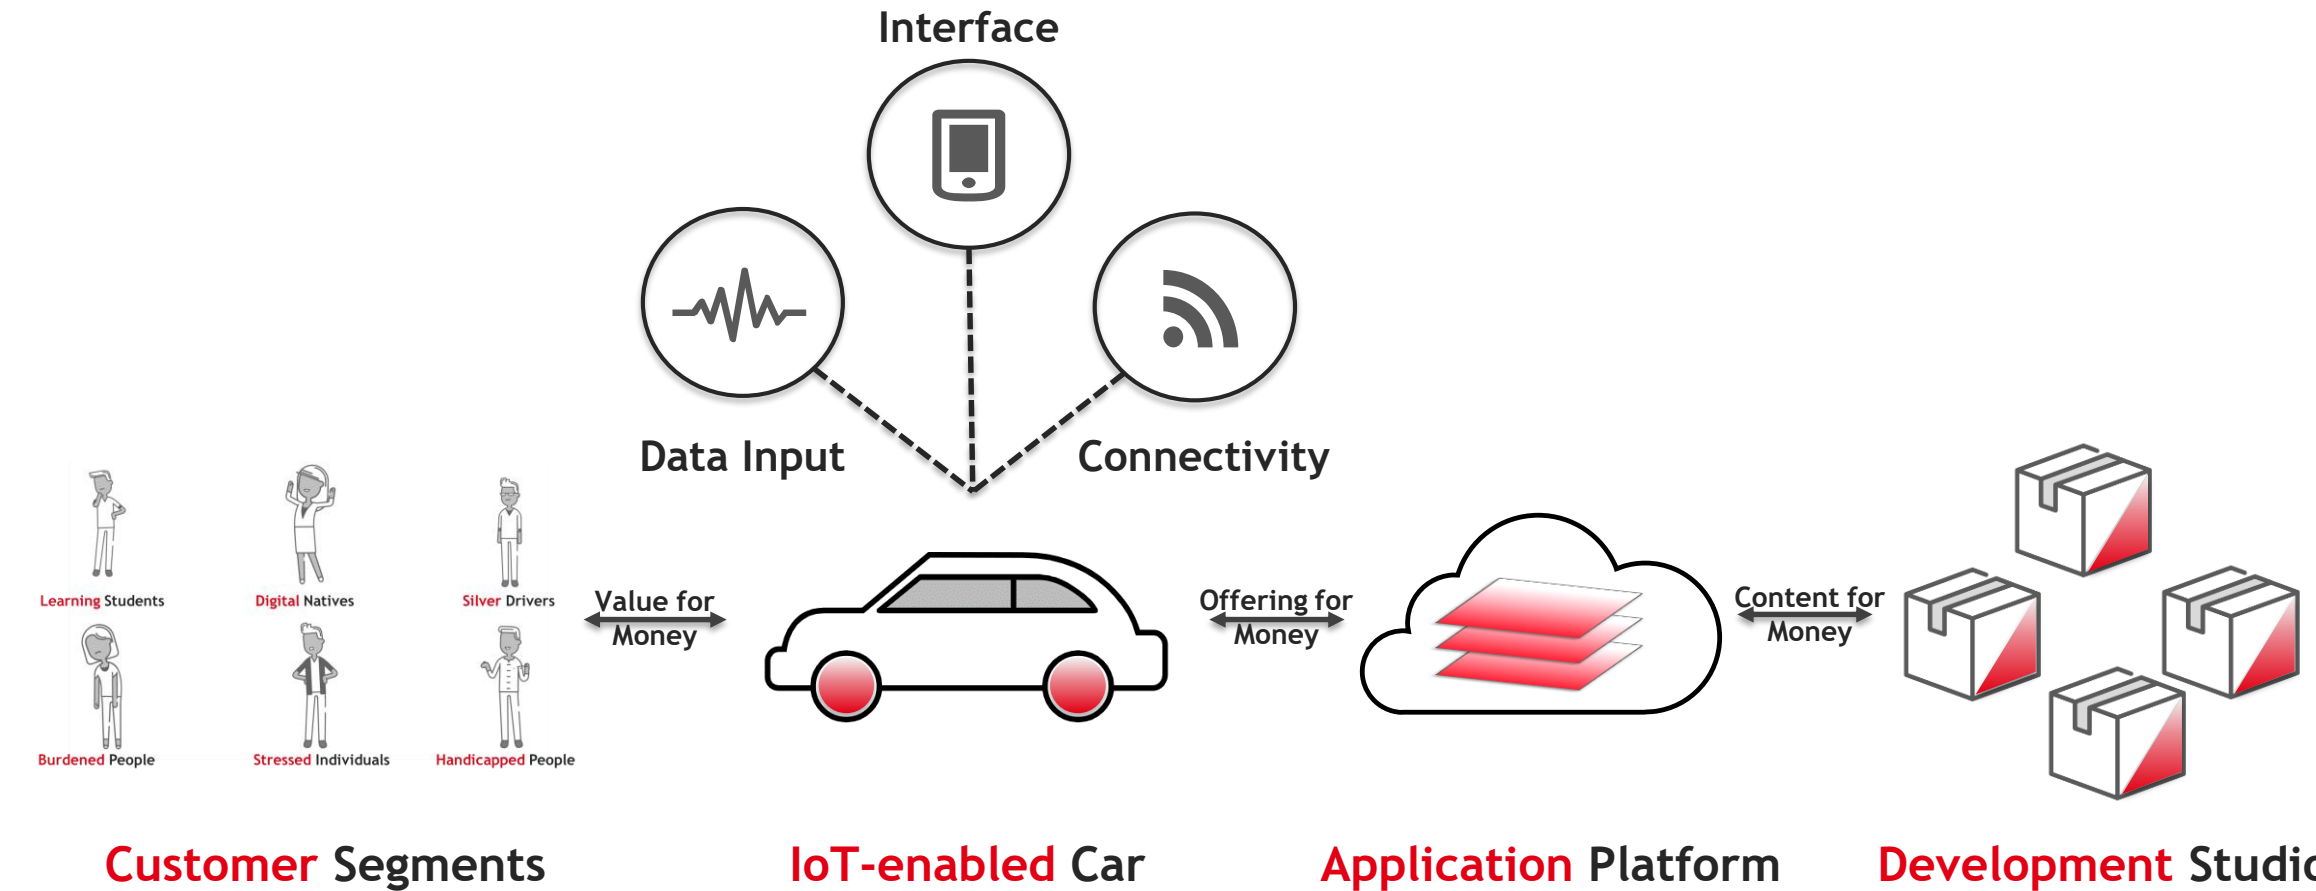 Interface
Data Input
Connectivity
Learning Students
Digital Natives
Silver Drivers
Burdened People
Stressed Individuals
Handicapped People
Value for
Money
Offering for
Money
Content for
Money
Customer Segments
IoT-enabled Car
Application Platform
Development Studio